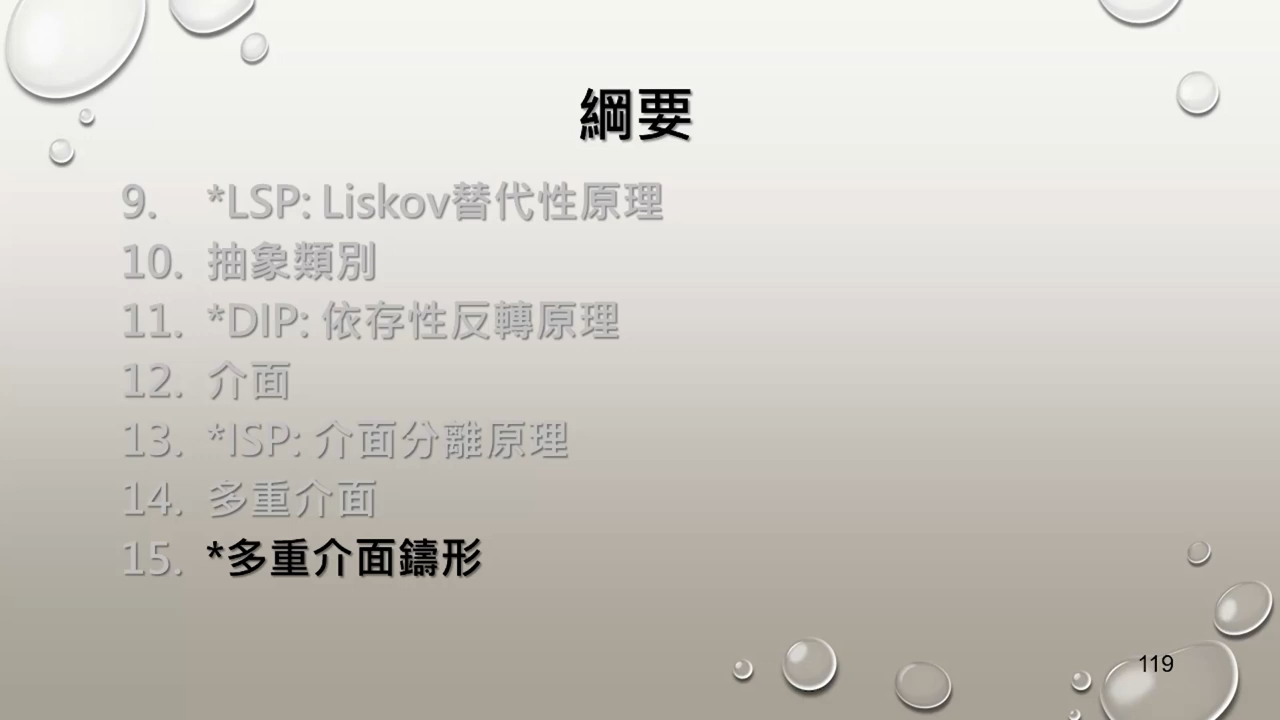 綱要
9. *LSP: Liskov替代性原理
10. 抽象類別
11. *DIP: 依存性反轉原理
12. 介面
13. *ISP: 介面分離原理
14. 多重介面
15. *多重介面鑄形
119